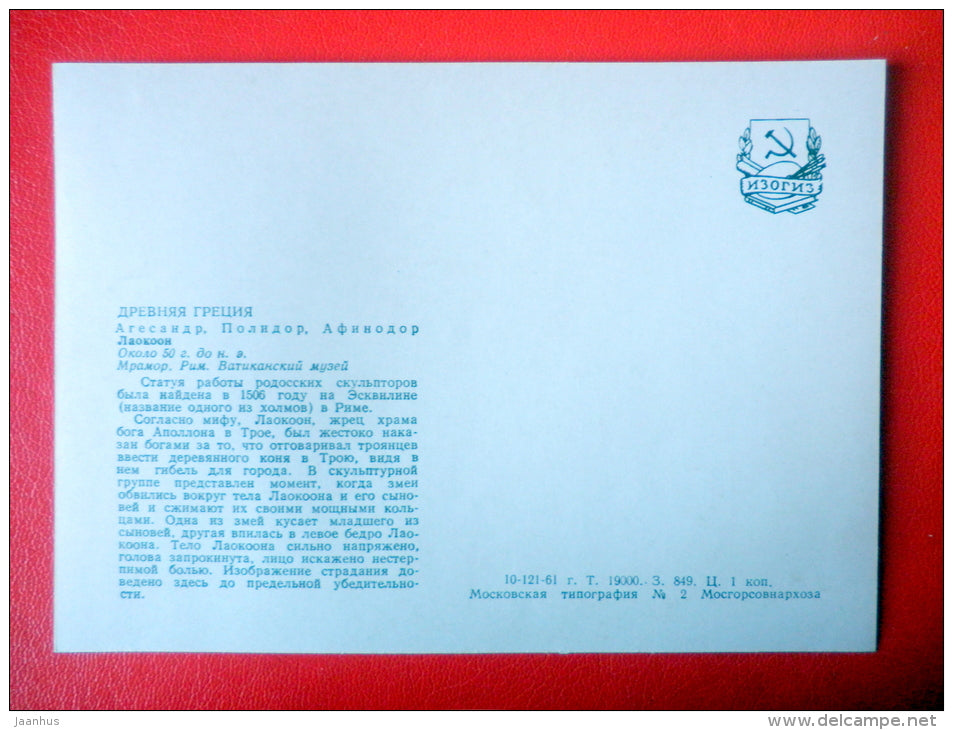 ИЗОГИЗ
ДРЕВНЯЯ ГРЕЦИЯ
Агесандр, Полидор, Афинодор
Лаокоон
Около 50 г. до н. э.
Мрамор. Рим. Ватиканский музей
Статуя работы родосских скульпторов
была найдена в 1506 году на Эсквилине
(название одного из холмов) в Риме.
Согласно мифу, Лаокоон, жрец храма
бога Аполлона в Трое, был жестоко нака-
зан богами за то, что отговаривал троянцев
ввести деревянного коня в Трою, видя в
нем гибель для города. В скульптурной
группе представлен момент, когда змеи
обвились вокруг тела Лаокоона и его сыно-
вей и сжимают их своими мощными коль-
цами. Одна из змей кусает младшего из
сыновей, другая впилась в левое бедро Лао-
коона. Тело Лаокоона сильно напряжено,
голова запрокинута, лицо искажено нестер-
пимой болью. Изображение страдания до-
ведено здесь до предельной убедительно-
сти.
10-121-61 г. Т. 19000. З. 849. Ц. 1 коп.
Московская типография № 2 Мосгорсовнархоза
jaanhus
www.delcampe.net